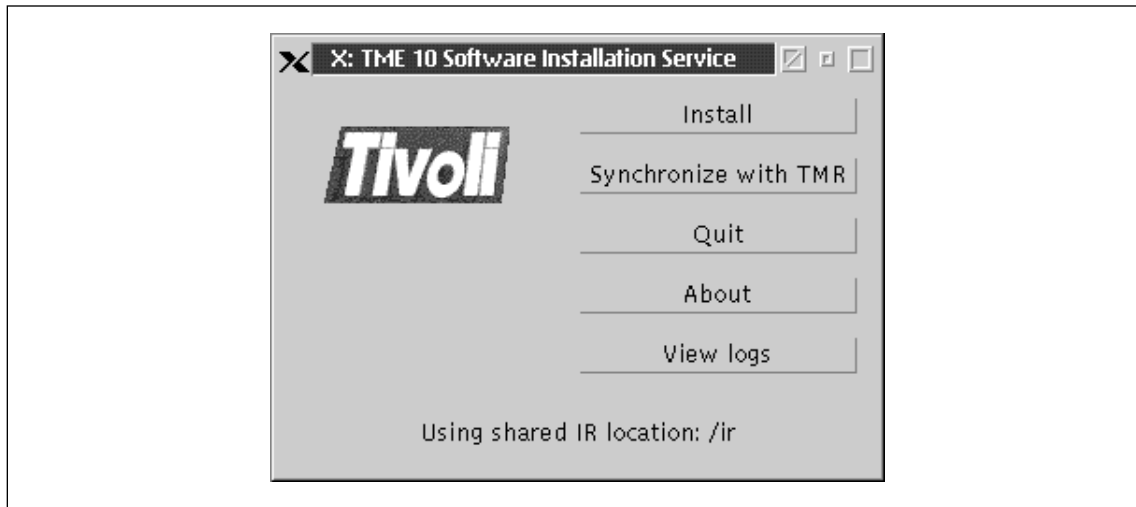 X: TME 10 Software Installation Service
Tivoli
Install
Synchronize with TMR
Quit
About
View logs
Using shared IR location: /ir